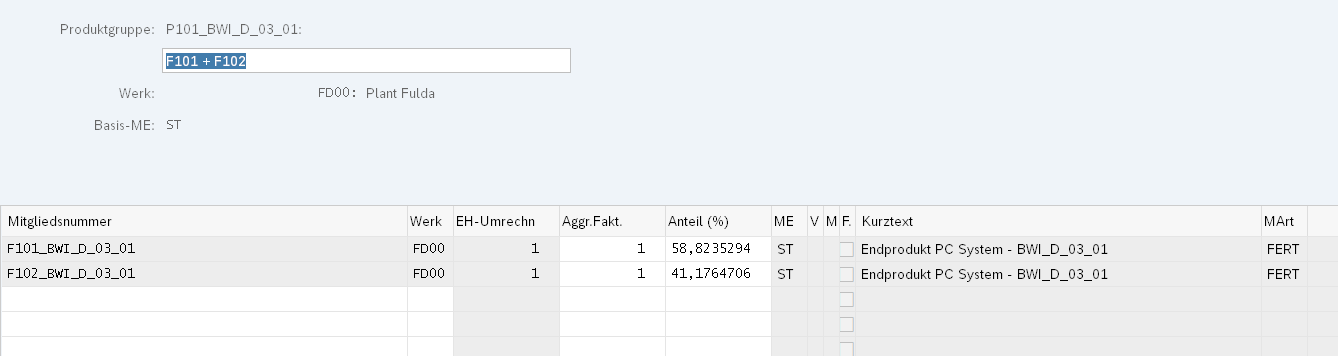 Produktgruppe: P101_BWI_D_03_01:
F101 + F102
Werk: FD00: Plant Fulda
Basis-ME: ST
Mitgliedsnummer Werk EH-Umrechn Aggr.Fakt. Anteil (%) ME V M F. Kurztext MArt
F101_BWI_D_03_01 FD00 1 1 58,8235294 ST Endprodukt PC System - BWI_D_03_01 FERT
F102_BWI_D_03_01 FD00 1 1 41,1764706 ST Endprodukt PC System - BWI_D_03_01 FERT